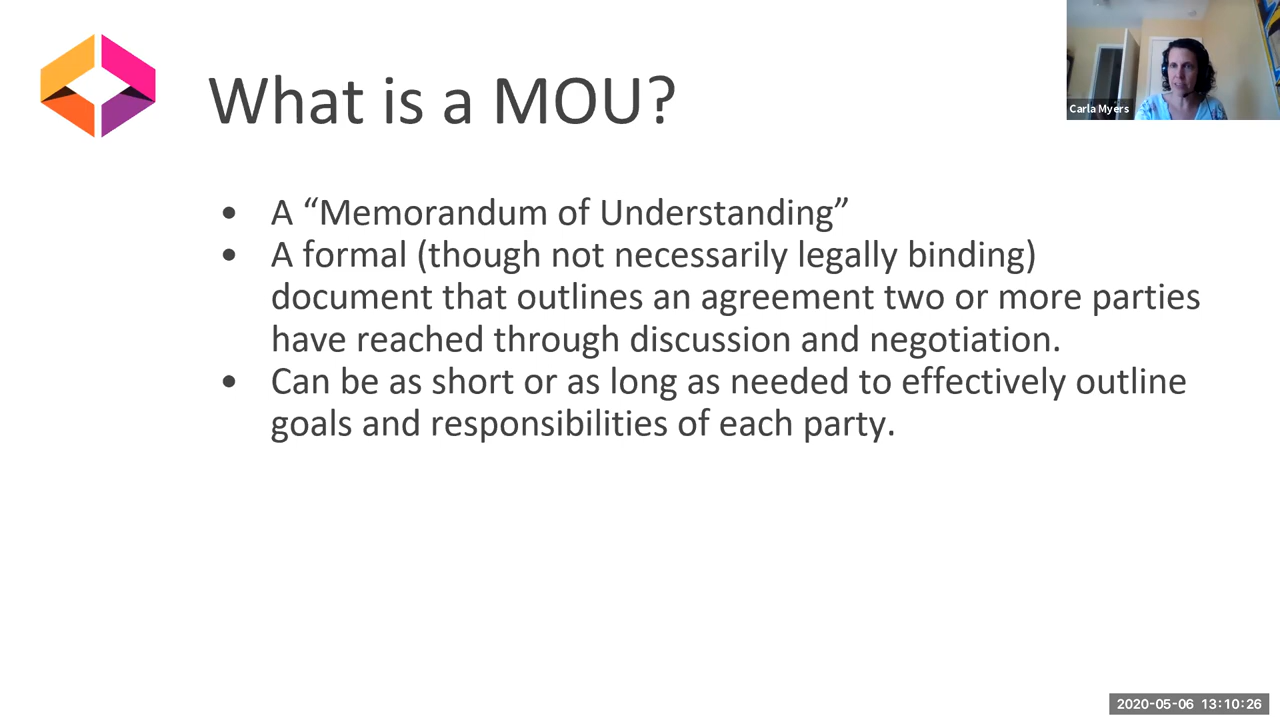 What is a MOU?
Carla Myers
• A “Memorandum of Understanding”
• A formal (though not necessarily legally binding)
document that outlines an agreement two or more parties
have reached through discussion and negotiation.
• Can be as short or as long as needed to effectively outline
goals and responsibilities of each party.
2020-05-06 13:10:26